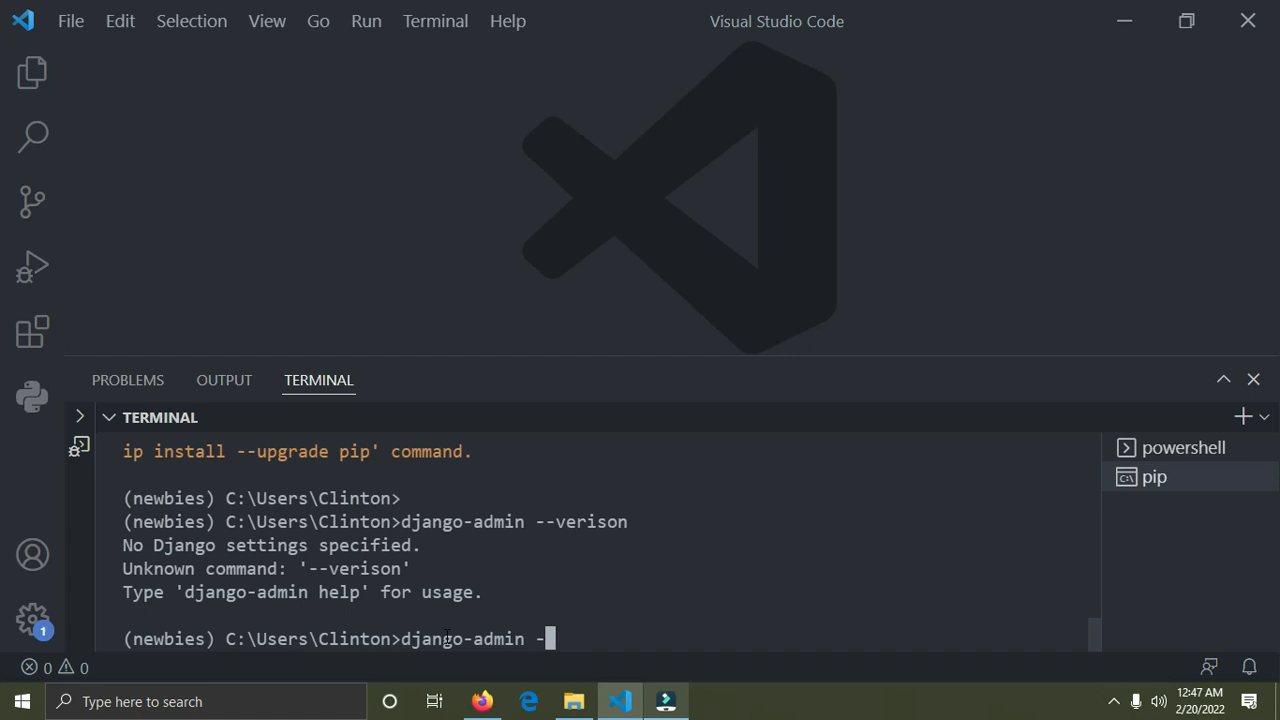 File Edit Selection View Go Run Terminal Help Visual Studio Code
PROBLEMS OUTPUT TERMINAL
TERMINAL
ip install --upgrade pip' command.
powershell
pip
(newbies) C:\Users\Clinton>
(newbies) C:\Users\Clinton>django-admin --verison
No Django settings specified.
Unknown command: '--verison'
Type 'django-admin help' for usage.
(newbies) C:\Users\Clinton>django-admin -
1
0 0
Type here to search
12:47 AM
2/20/2022